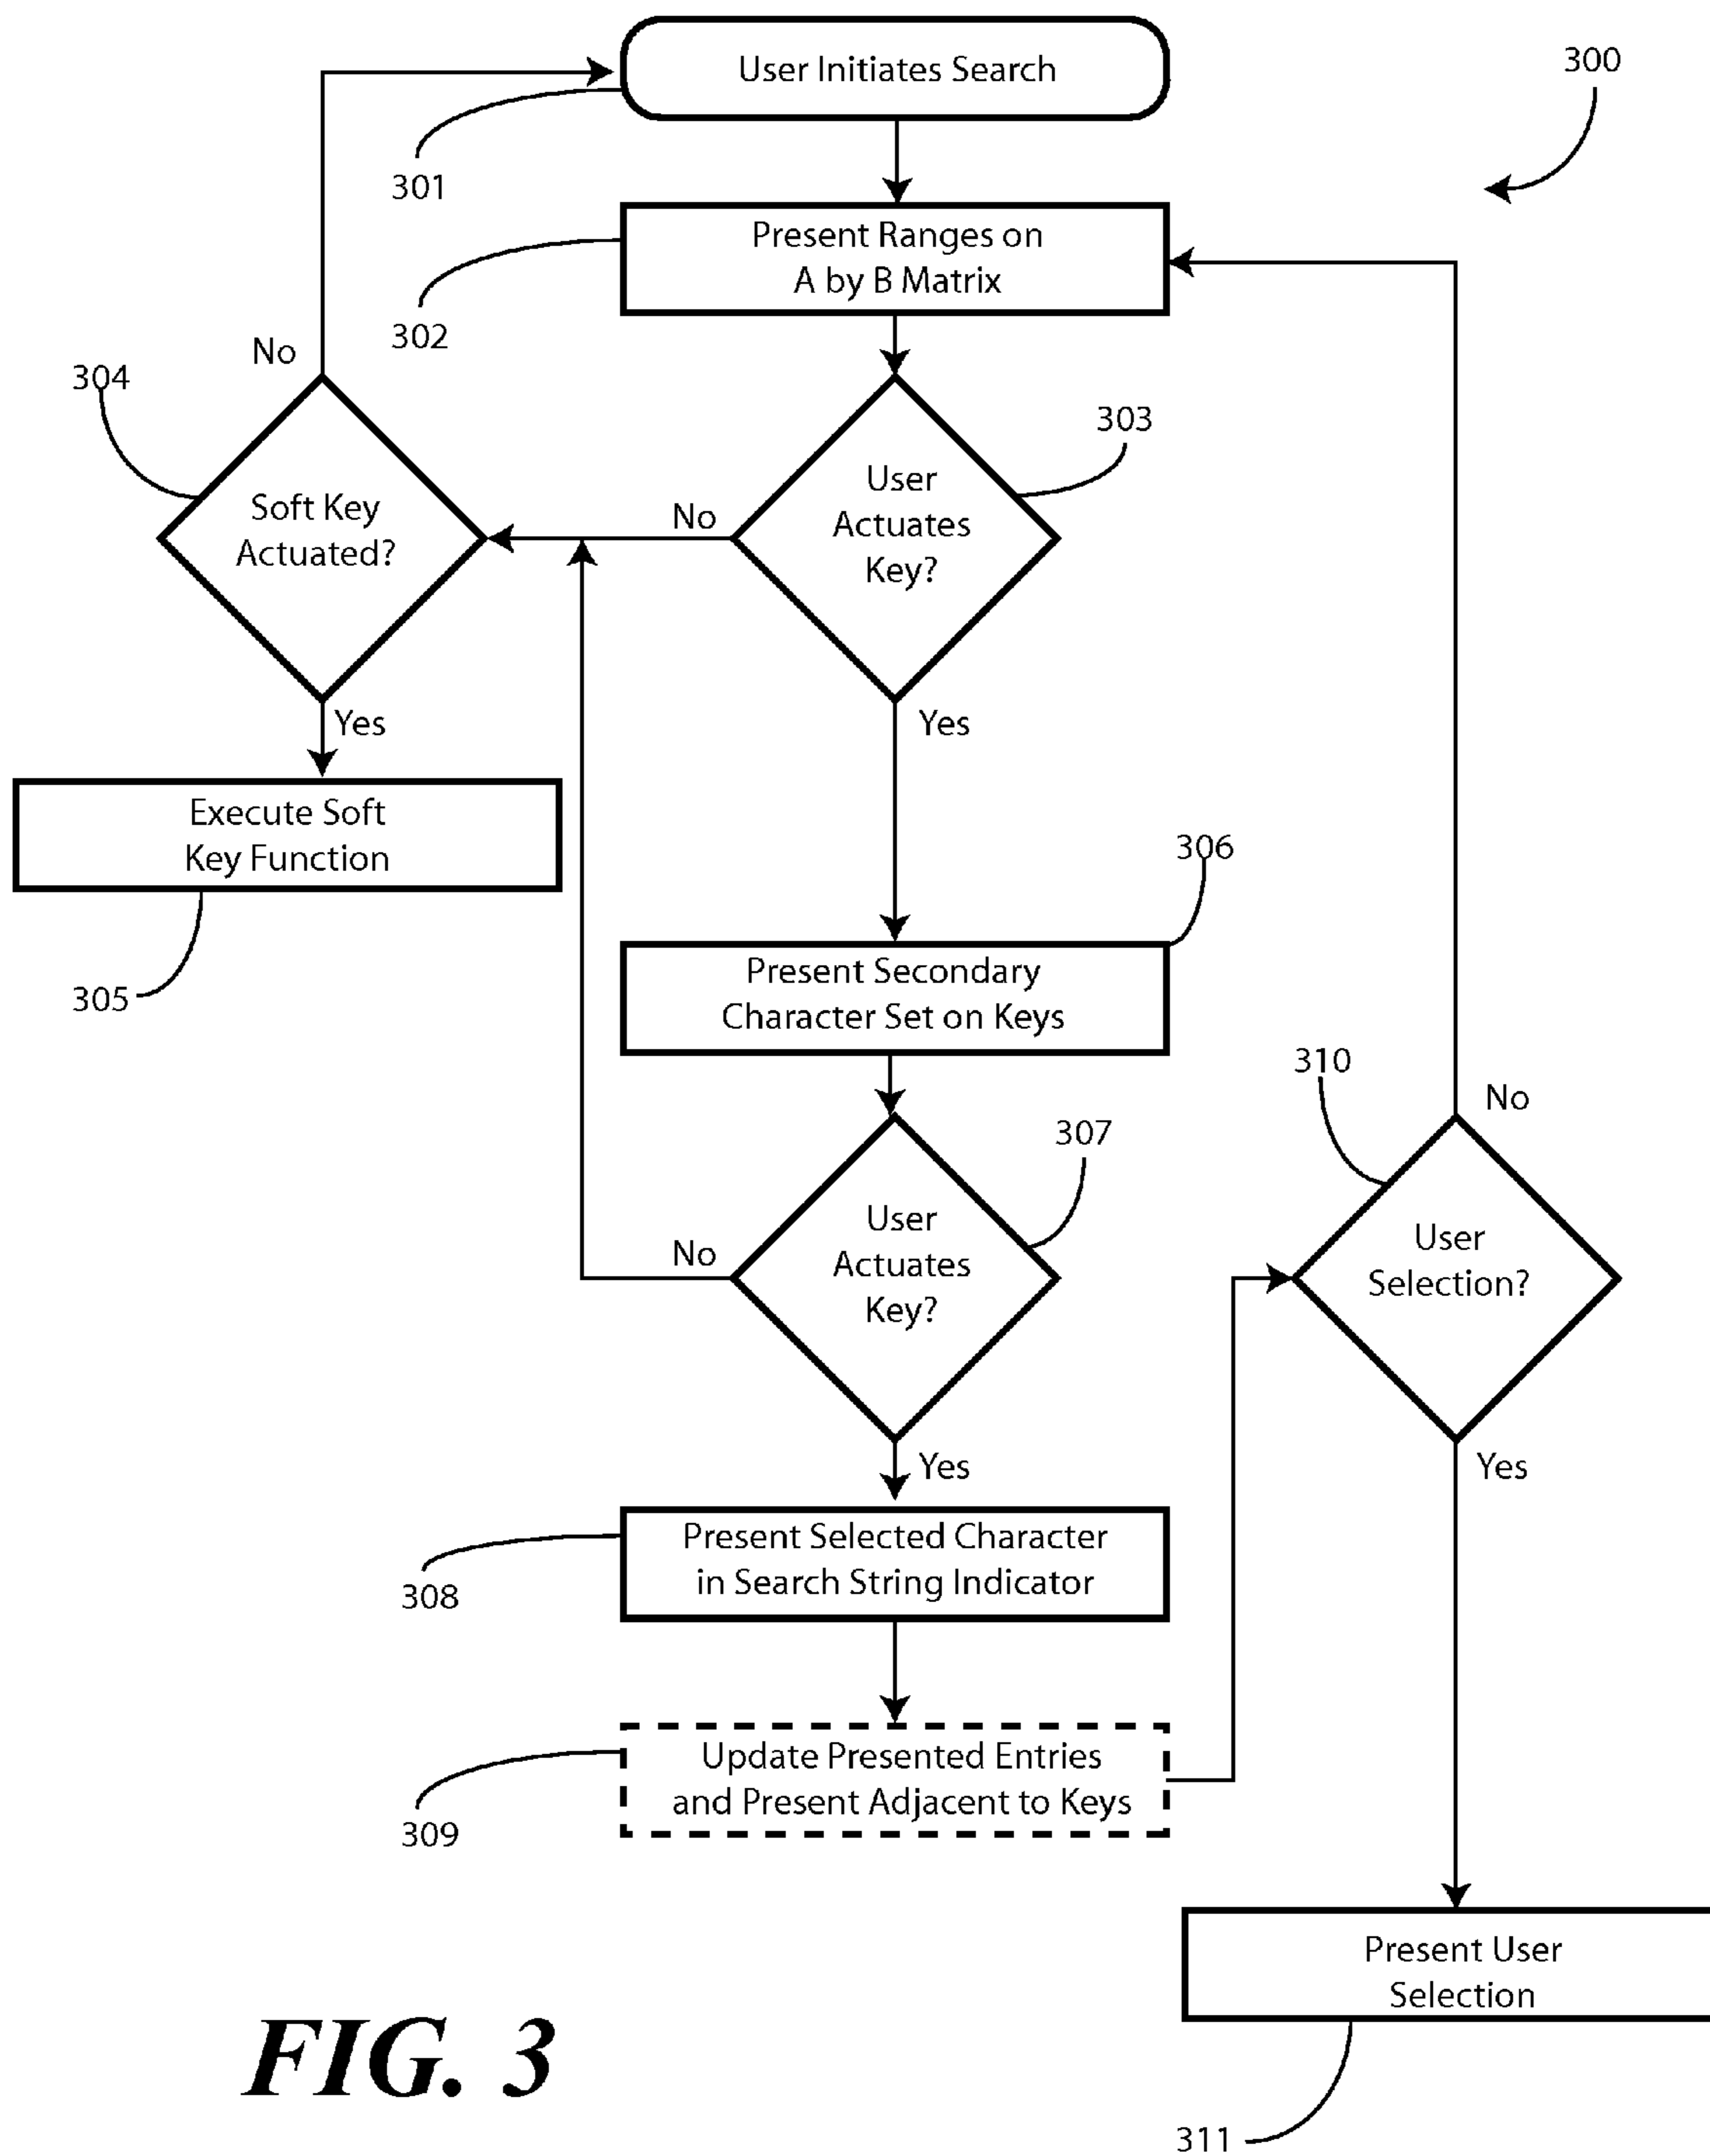 User Initiates Search
300
301
Present Ranges on
A by B Matrix
302
No
304
303
User
Actuates
Key?
No
Soft Key
Actuated?
Yes
Yes
Execute Soft
Key Function
306
305
Present Secondary
Character Set on Keys
310
No
307
User
Actuates
Key?
No
User
Selection?
Yes
Yes
Present Selected Character
in Search String Indicator
308
Update Presented Entries
and Present Adjacent to Keys
309
Present User
Selection
FIG. 3
311